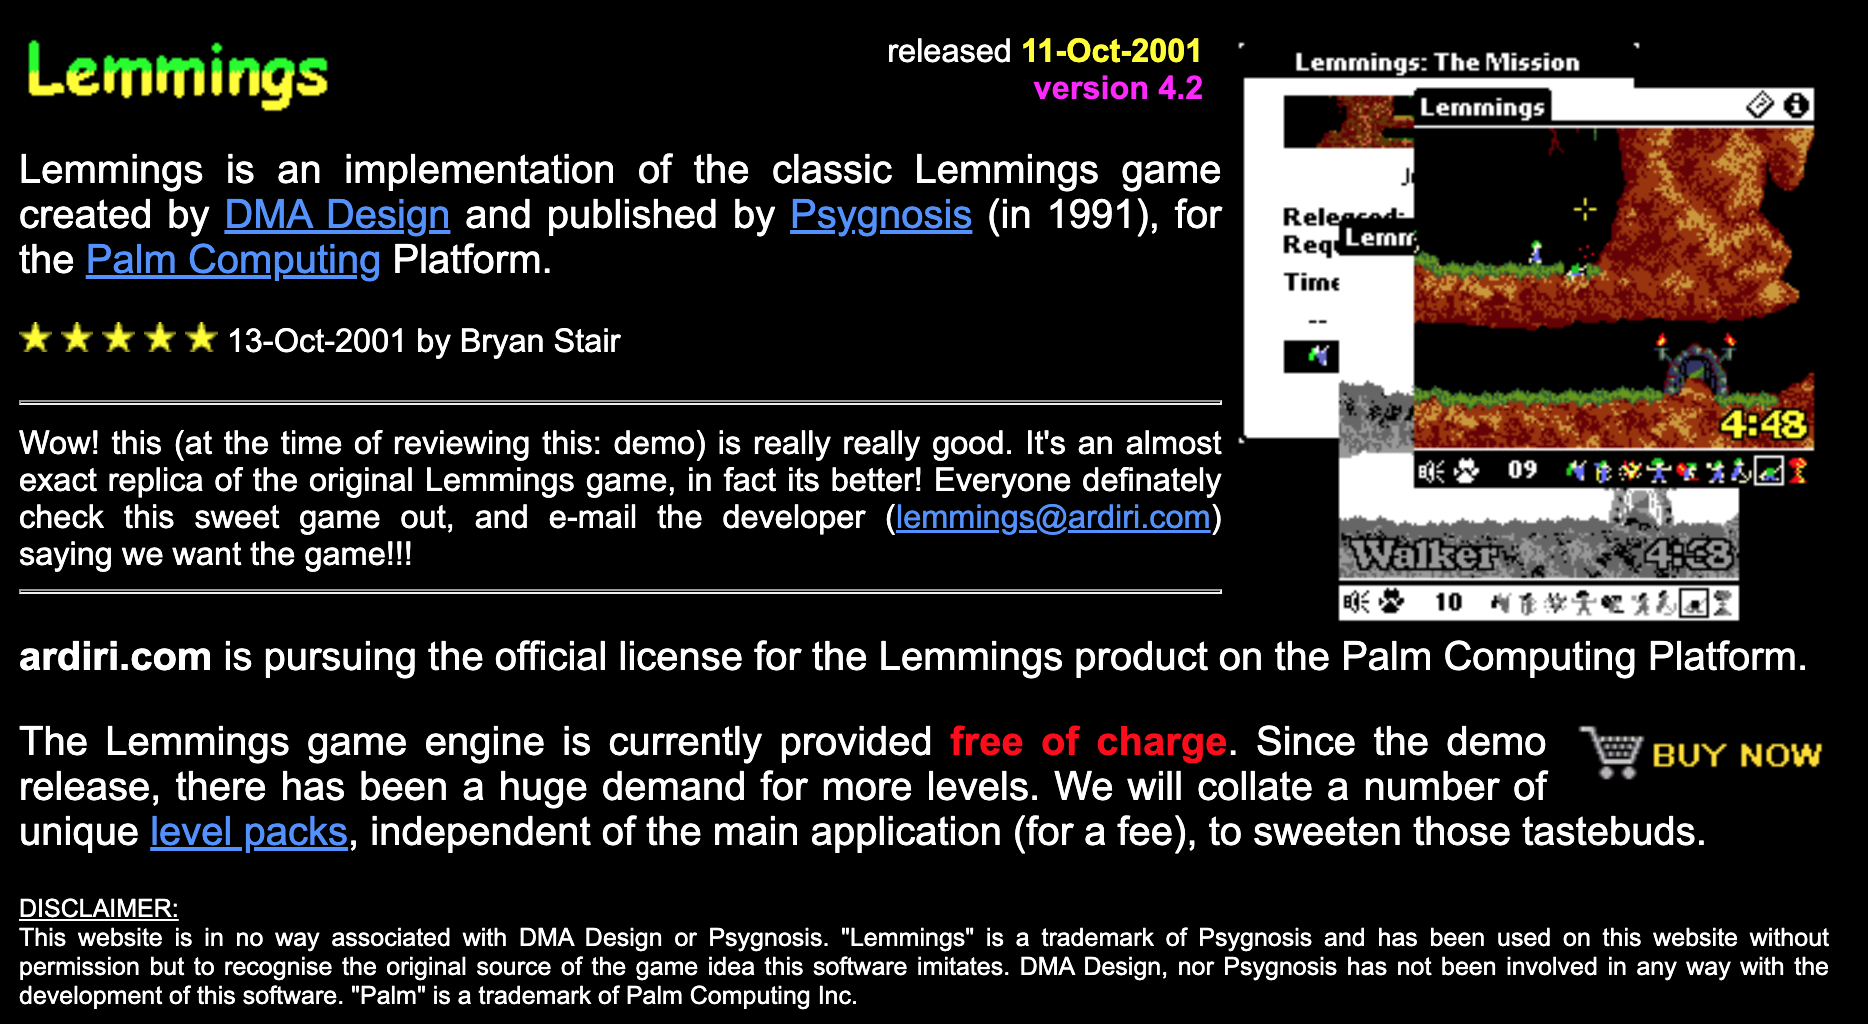 Lemmings
released 11-Oct-2001
version 4.2
Lemmings is an implementation of the classic Lemmings game
created by DMA Design and published by Psygnosis (in 1991), for
the Palm Computing Platform.
13-Oct-2001 by Bryan Stair
Wow! this (at the time of reviewing this: demo) is really really good. It's an almost
exact replica of the original Lemmings game, in fact its better! Everyone definately
check this sweet game out, and e-mail the developer (lemmings@ardiri.com)
saying we want the game!!!
Lemmings: The Mission
Lemmings
Released:
Time
--
4:48
09
Walker
10
ardiri.com is pursuing the official license for the Lemmings product on the Palm Computing Platform.
The Lemmings game engine is currently provided free of charge. Since the demo
release, there has been a huge demand for more levels. We will collate a number of
unique level packs, independent of the main application (for a fee), to sweeten those tastebuds.
BUY NOW
DISCLAIMER:
This website is in no way associated with DMA Design or Psygnosis. "Lemmings" is a trademark of Psygnosis and has been used on this website without
permission but to recognise the original source of the game idea this software imitates. DMA Design, nor Psygnosis has not been involved in any way with the
development of this software. "Palm" is a trademark of Palm Computing Inc.